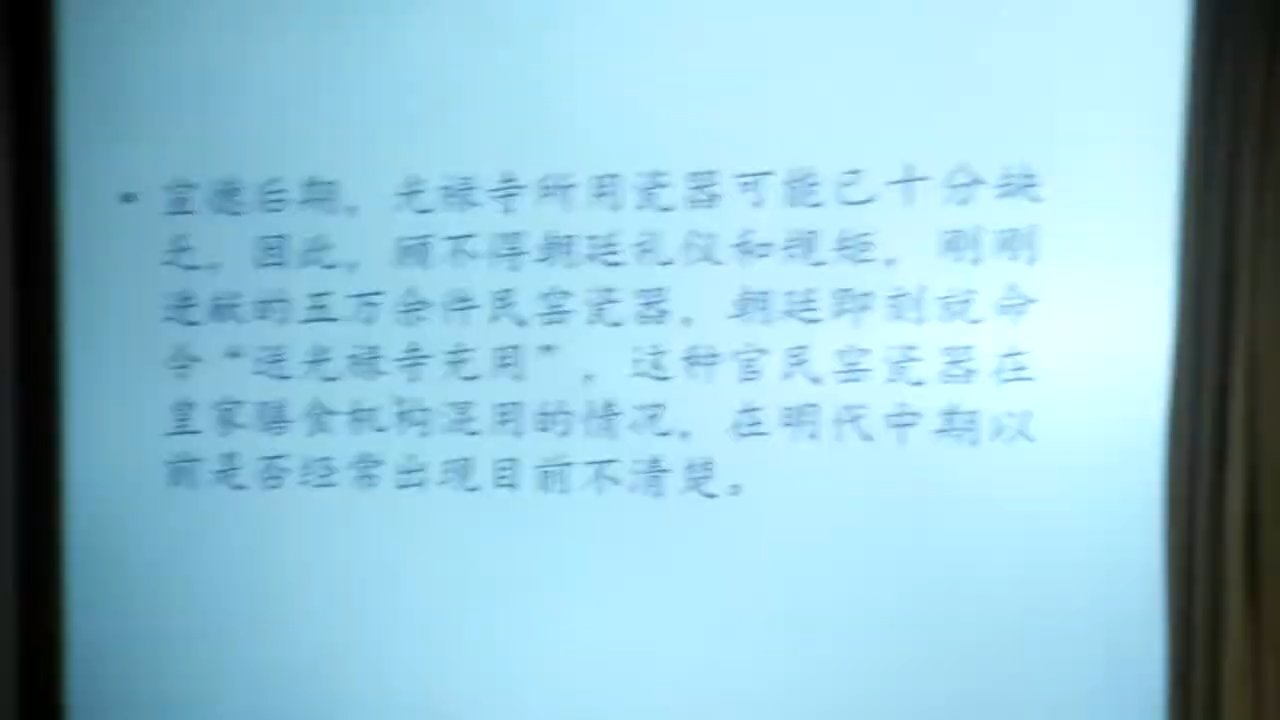 • 宣德后期，光禄寺所用瓷器可能已十分缺
乏，因此，顾不得朝廷礼仪和规矩，刚刚
进献的三万余件民窑瓷器，朝廷即刻就命
令“送光禄寺充用”，这种官民窑瓷器在
皇家膳食机构混用的情况，在明代中期以
前是否经常出现目前不清楚。